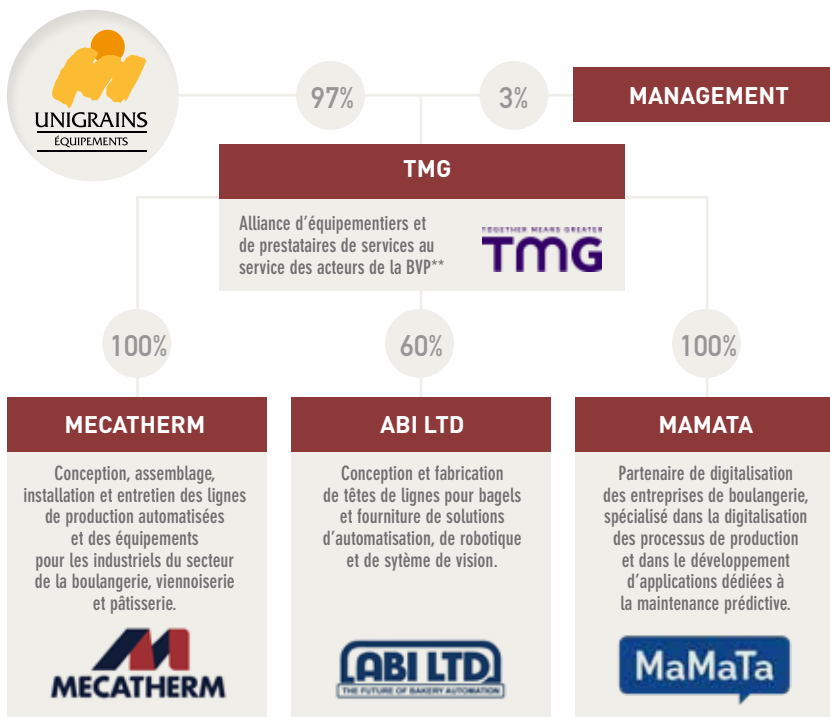 UNIGRAINS
ÉQUIPEMENTS
97%
3%
MANAGEMENT
TMG
Alliance d’équipementiers et
de prestataires de services au
service des acteurs de la BVP**
TOGETHER MEANS GREATER
TMG
100%
60%
100%
MECATHERM
Conception, assemblage,
installation et entretien des lignes
de production automatisées
et des équipements
pour les industriels du secteur
de la boulangerie, viennoiserie
et pâtisserie.
MECATHERM
ABI LTD
Conception et fabrication
de têtes de lignes pour bagels
et fourniture de solutions
d’automatisation, de robotique
et de sytème de vision.
ABI LTD
THE FUTURE OF BAKERY AUTOMATION
MAMATA
Partenaire de digitalisation
des entreprises de boulangerie,
spécialisé dans la digitalisation
des processus de production
et dans le développement
d’applications dédiées à
la maintenance prédictive.
MaMaTa